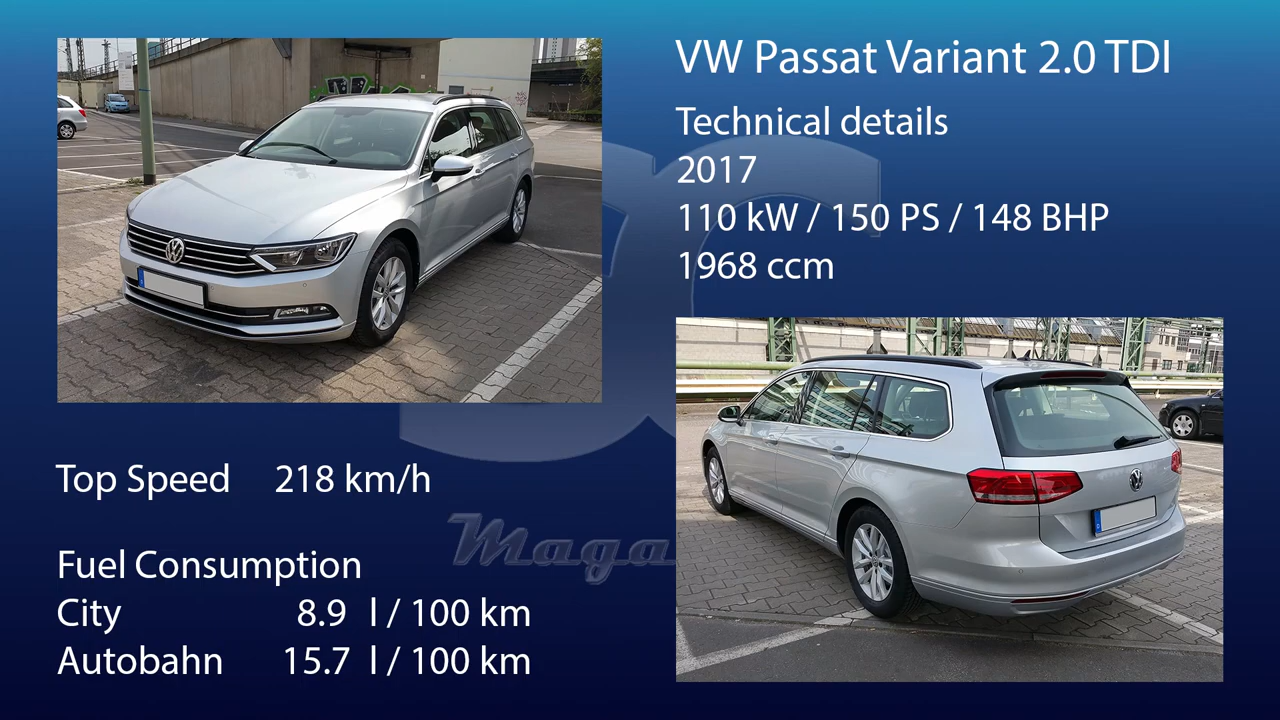 VW Passat Variant 2.0 TDI
Technical details
2017
110 kW / 150 PS / 148 BHP
1968 ccm
Top Speed 218 km/h
Fuel Consumption
City 8.9 l / 100 km
Autobahn 15.7 l / 100 km
Maga